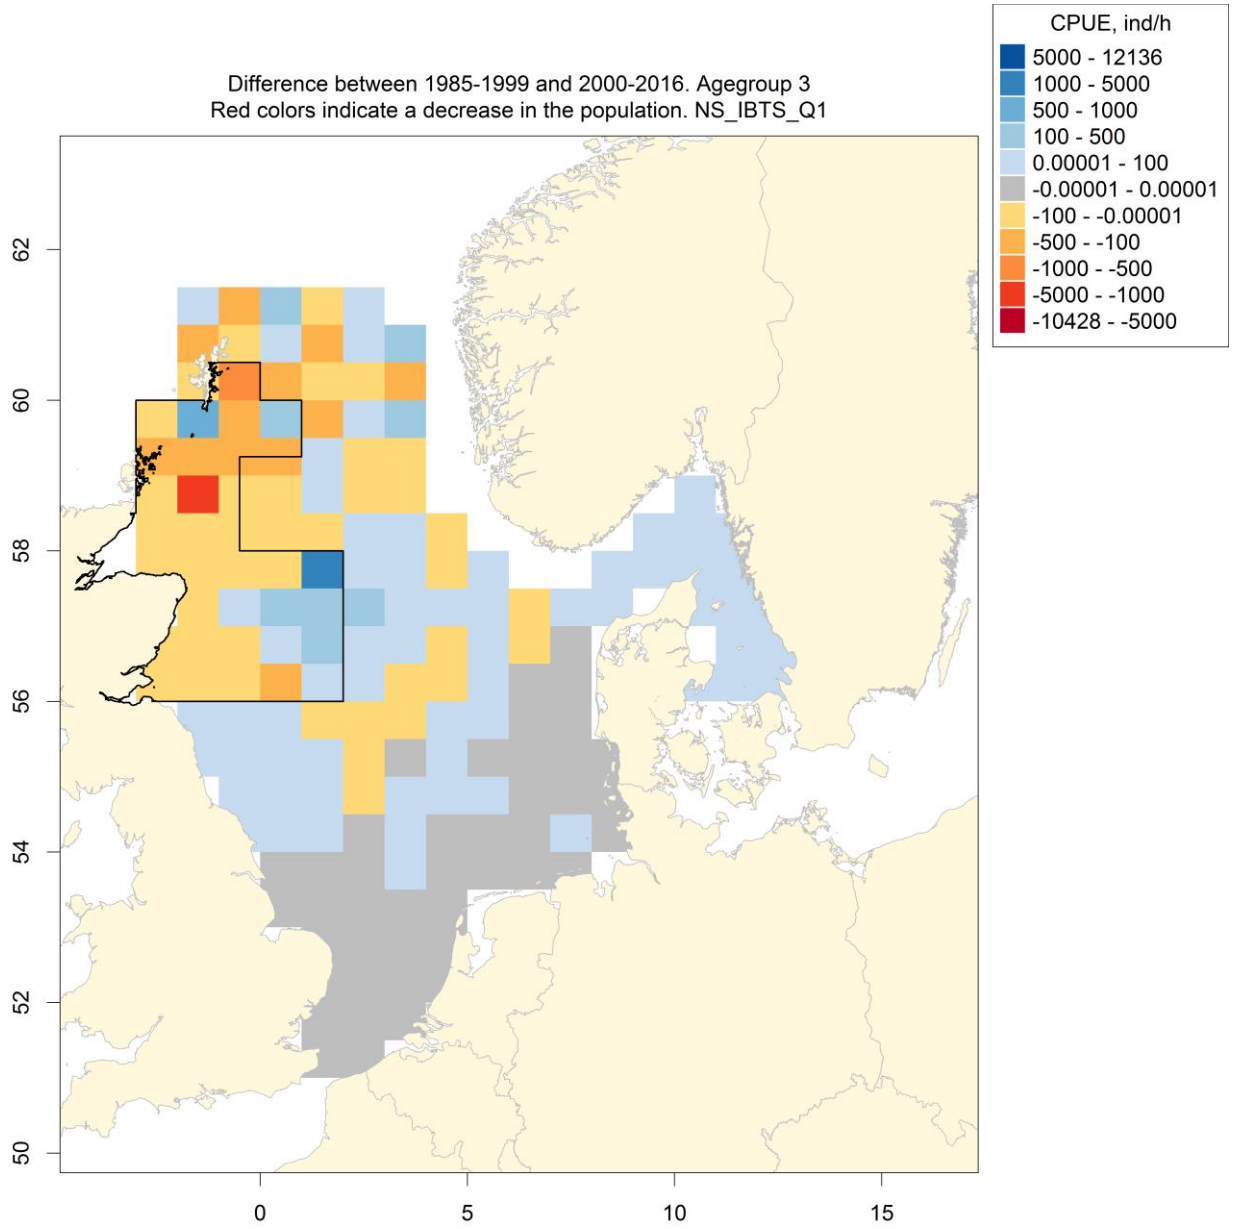 CPUE, ind/h
5000 - 12136
1000 - 5000
500 - 1000
100 - 500
0.00001 - 100
-0.00001 - 0.00001
-100 - -0.00001
-500 - -100
-1000 - -500
-5000 - -1000
-10428 - -5000
Difference between 1985-1999 and 2000-2016. Agegroup 3
Red colors indicate a decrease in the population. NS_IBTS_Q1
62
60
58
56
54
52
50
0 5 10 15